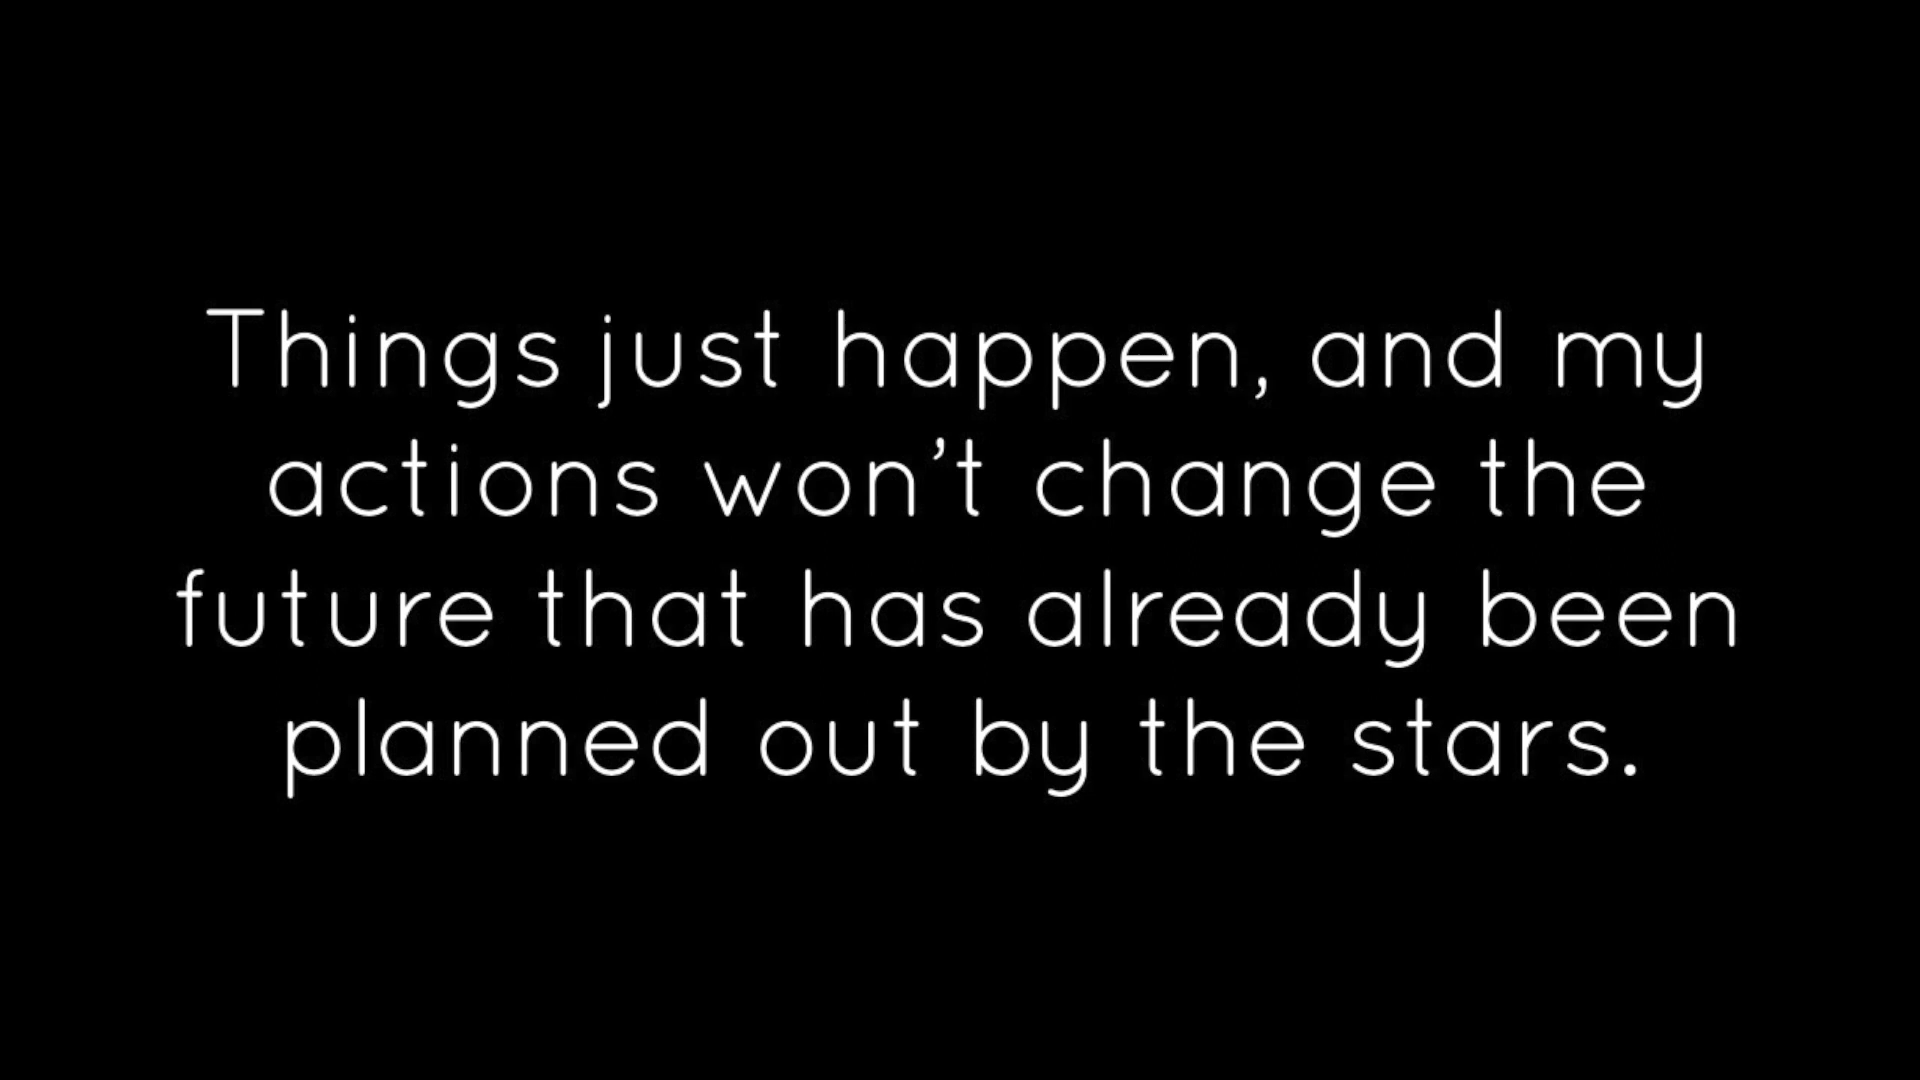 Things just happen, and my
actions won’t change the
future that has already been
planned out by the stars.